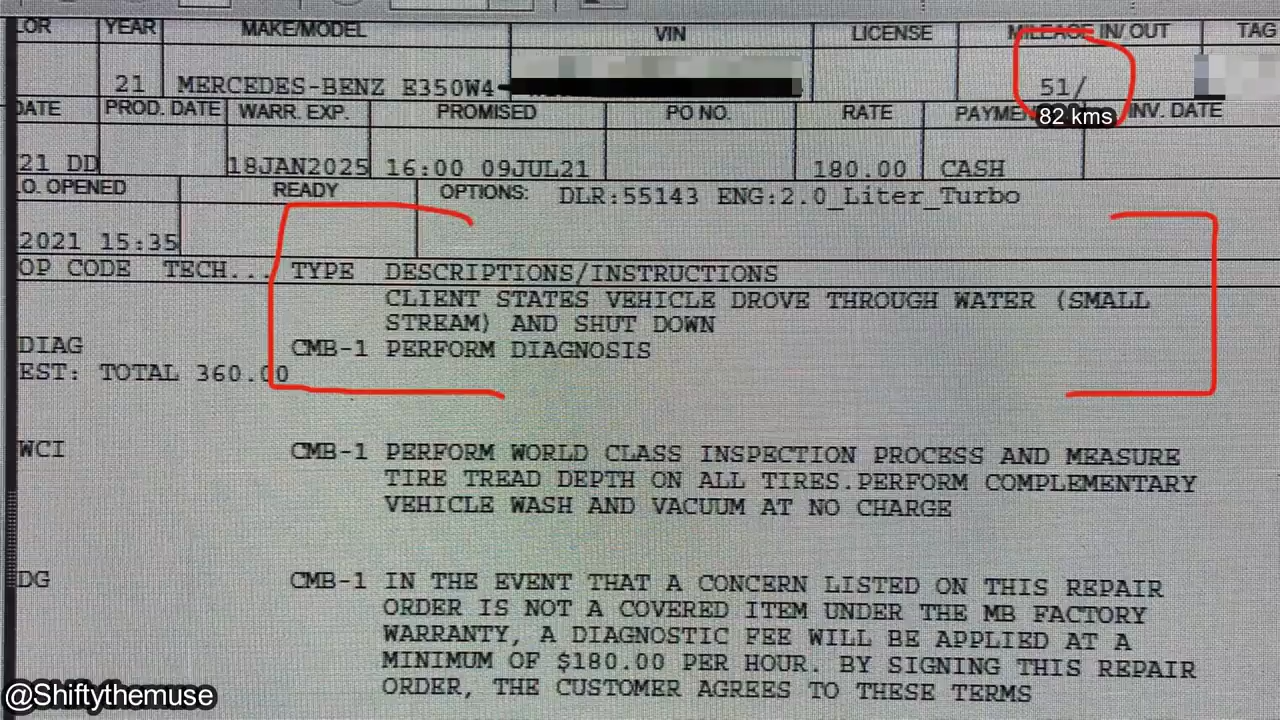 LOR YEAR MAKE/MODEL VIN LICENSE MILEAGE IN/ OUT TAG
21 MERCEDES-BENZ E350W4 51/
82 kms
DATE PROD. DATE WARR. EXP. PROMISED PO NO. RATE PAYMEN INV. DATE
21 DD 18JAN2025 16:00 09JUL21 180.00 CASH
.O. OPENED READY OPTIONS: DLR:55143 ENG:2.0_Liter_Turbo
2021 15:35
OP CODE TECH... TYPE DESCRIPTIONS/INSTRUCTIONS
CLIENT STATES VEHICLE DROVE THROUGH WATER (SMALL
STREAM) AND SHUT DOWN
DIAG CMB-1 PERFORM DIAGNOSIS
EST: TOTAL 360.00
WCI CMB-1 PERFORM WORLD CLASS INSPECTION PROCESS AND MEASURE
TIRE TREAD DEPTH ON ALL TIRES.PERFORM COMPLEMENTARY
VEHICLE WASH AND VACUUM AT NO CHARGE
DG CMB-1 IN THE EVENT THAT A CONCERN LISTED ON THIS REPAIR
ORDER IS NOT A COVERED ITEM UNDER THE MB FACTORY
WARRANTY, A DIAGNOSTIC FEE WILL BE APPLIED AT A
MINIMUM OF $180.00 PER HOUR. BY SIGNING THIS REPAIR
ORDER, THE CUSTOMER AGREES TO THESE TERMS
@Shiftythemuse